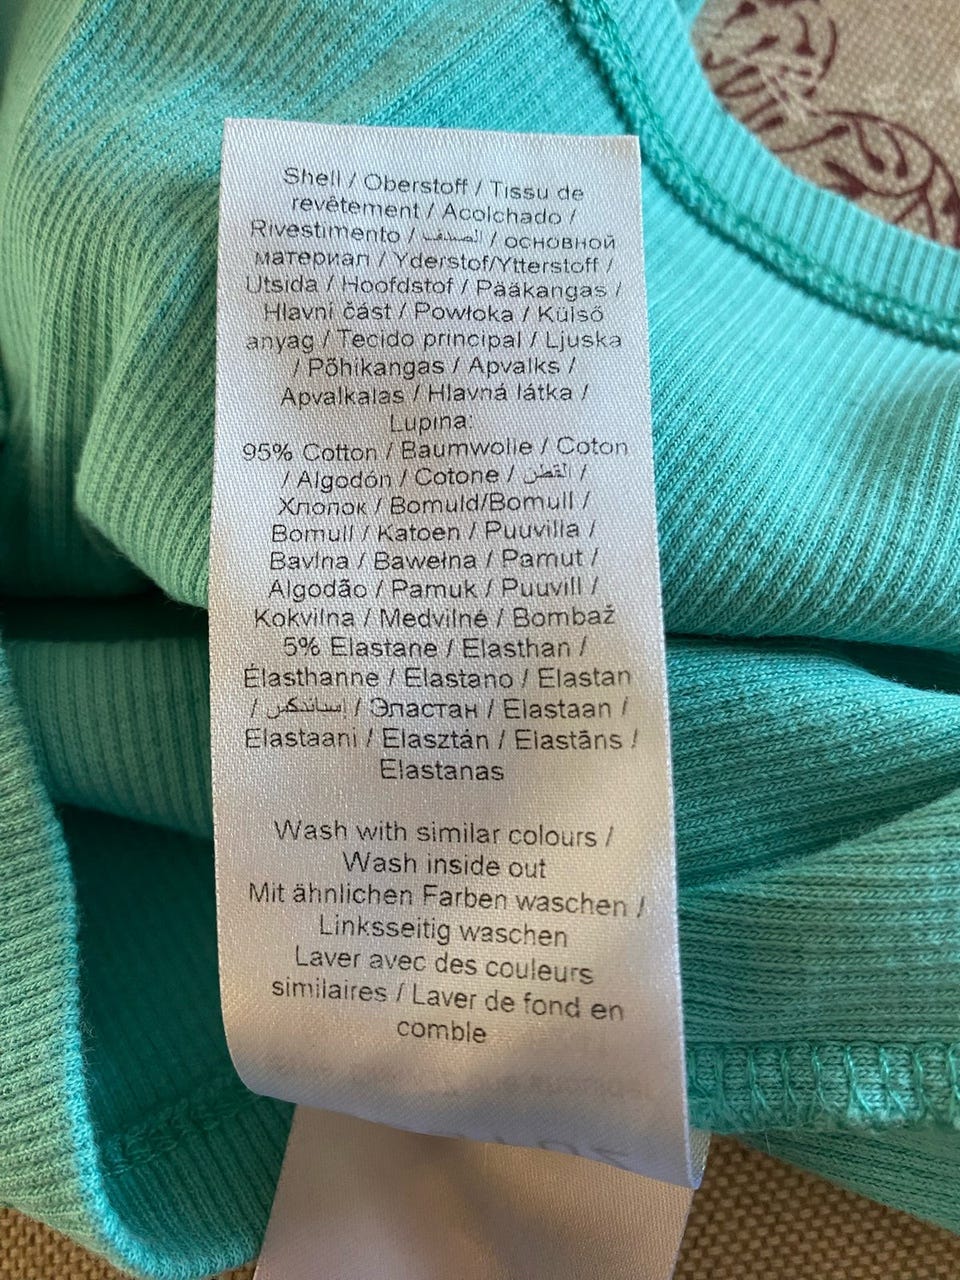 Shell / Oberstoff / Tissu de
revêtement / Acolchado /
Rivestimento / الصدف / основной
материал / Yderstof/Ytterstoff /
Utsida / Hoofdstof / Pääkangas /
Hlavní část / Powłoka / Külső
anyag / Tecido principal / Ljuska
/ Põhikangas / Apvalks /
Apvalkalas / Hlavná látka /
Lupina:
95% Cotton / Baumwolle / Coton
/ Algodón / Cotone / القطن /
Хлопок / Bomuld/Bomull /
Bomull / Katoen / Puuvilla /
Bavlna / Bawełna / Pamut /
Algodão / Pamuk / Puuvill /
Kokvilna / Medvilnė / Bombaž
5% Elastane / Elasthan /
Élasthanne / Elastano / Elastan
/ إيلاستكس / Эластан / Elastaan /
Elastaani / Elasztán / Elastāns /
Elastanas
Wash with similar colours /
Wash inside out
Mit ähnlichen Farben waschen /
Linksseitig waschen
Laver avec des couleurs
similaires / Laver de fond en
comble